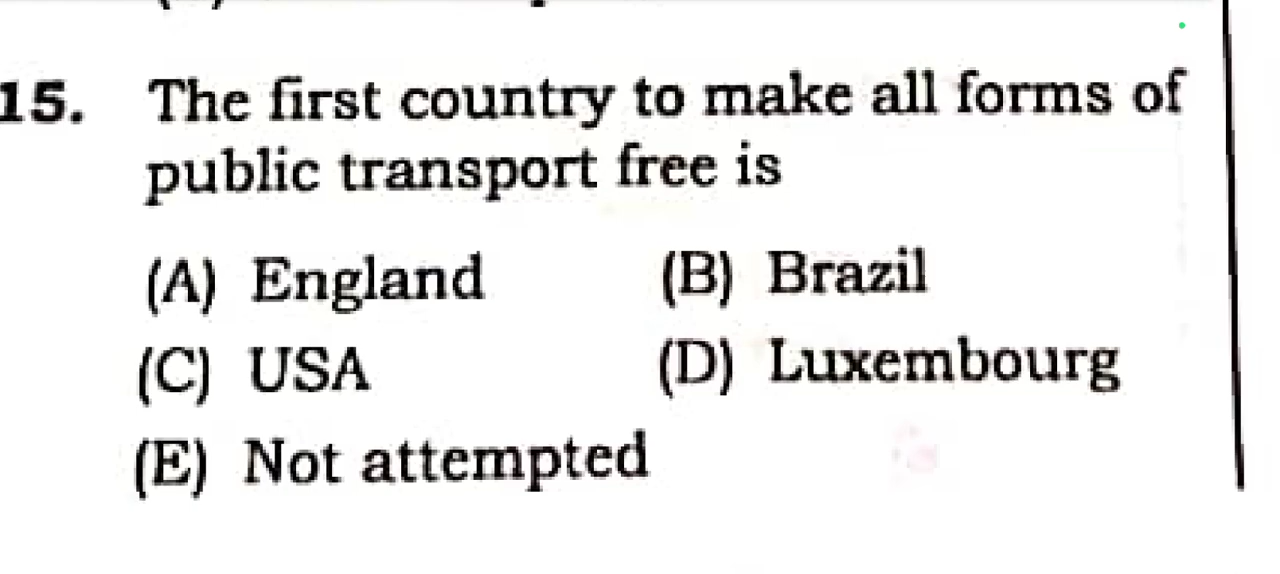 15. The first country to make all forms of
public transport free is
(A) England (B) Brazil
(C) USA (D) Luxembourg
(E) Not attempted